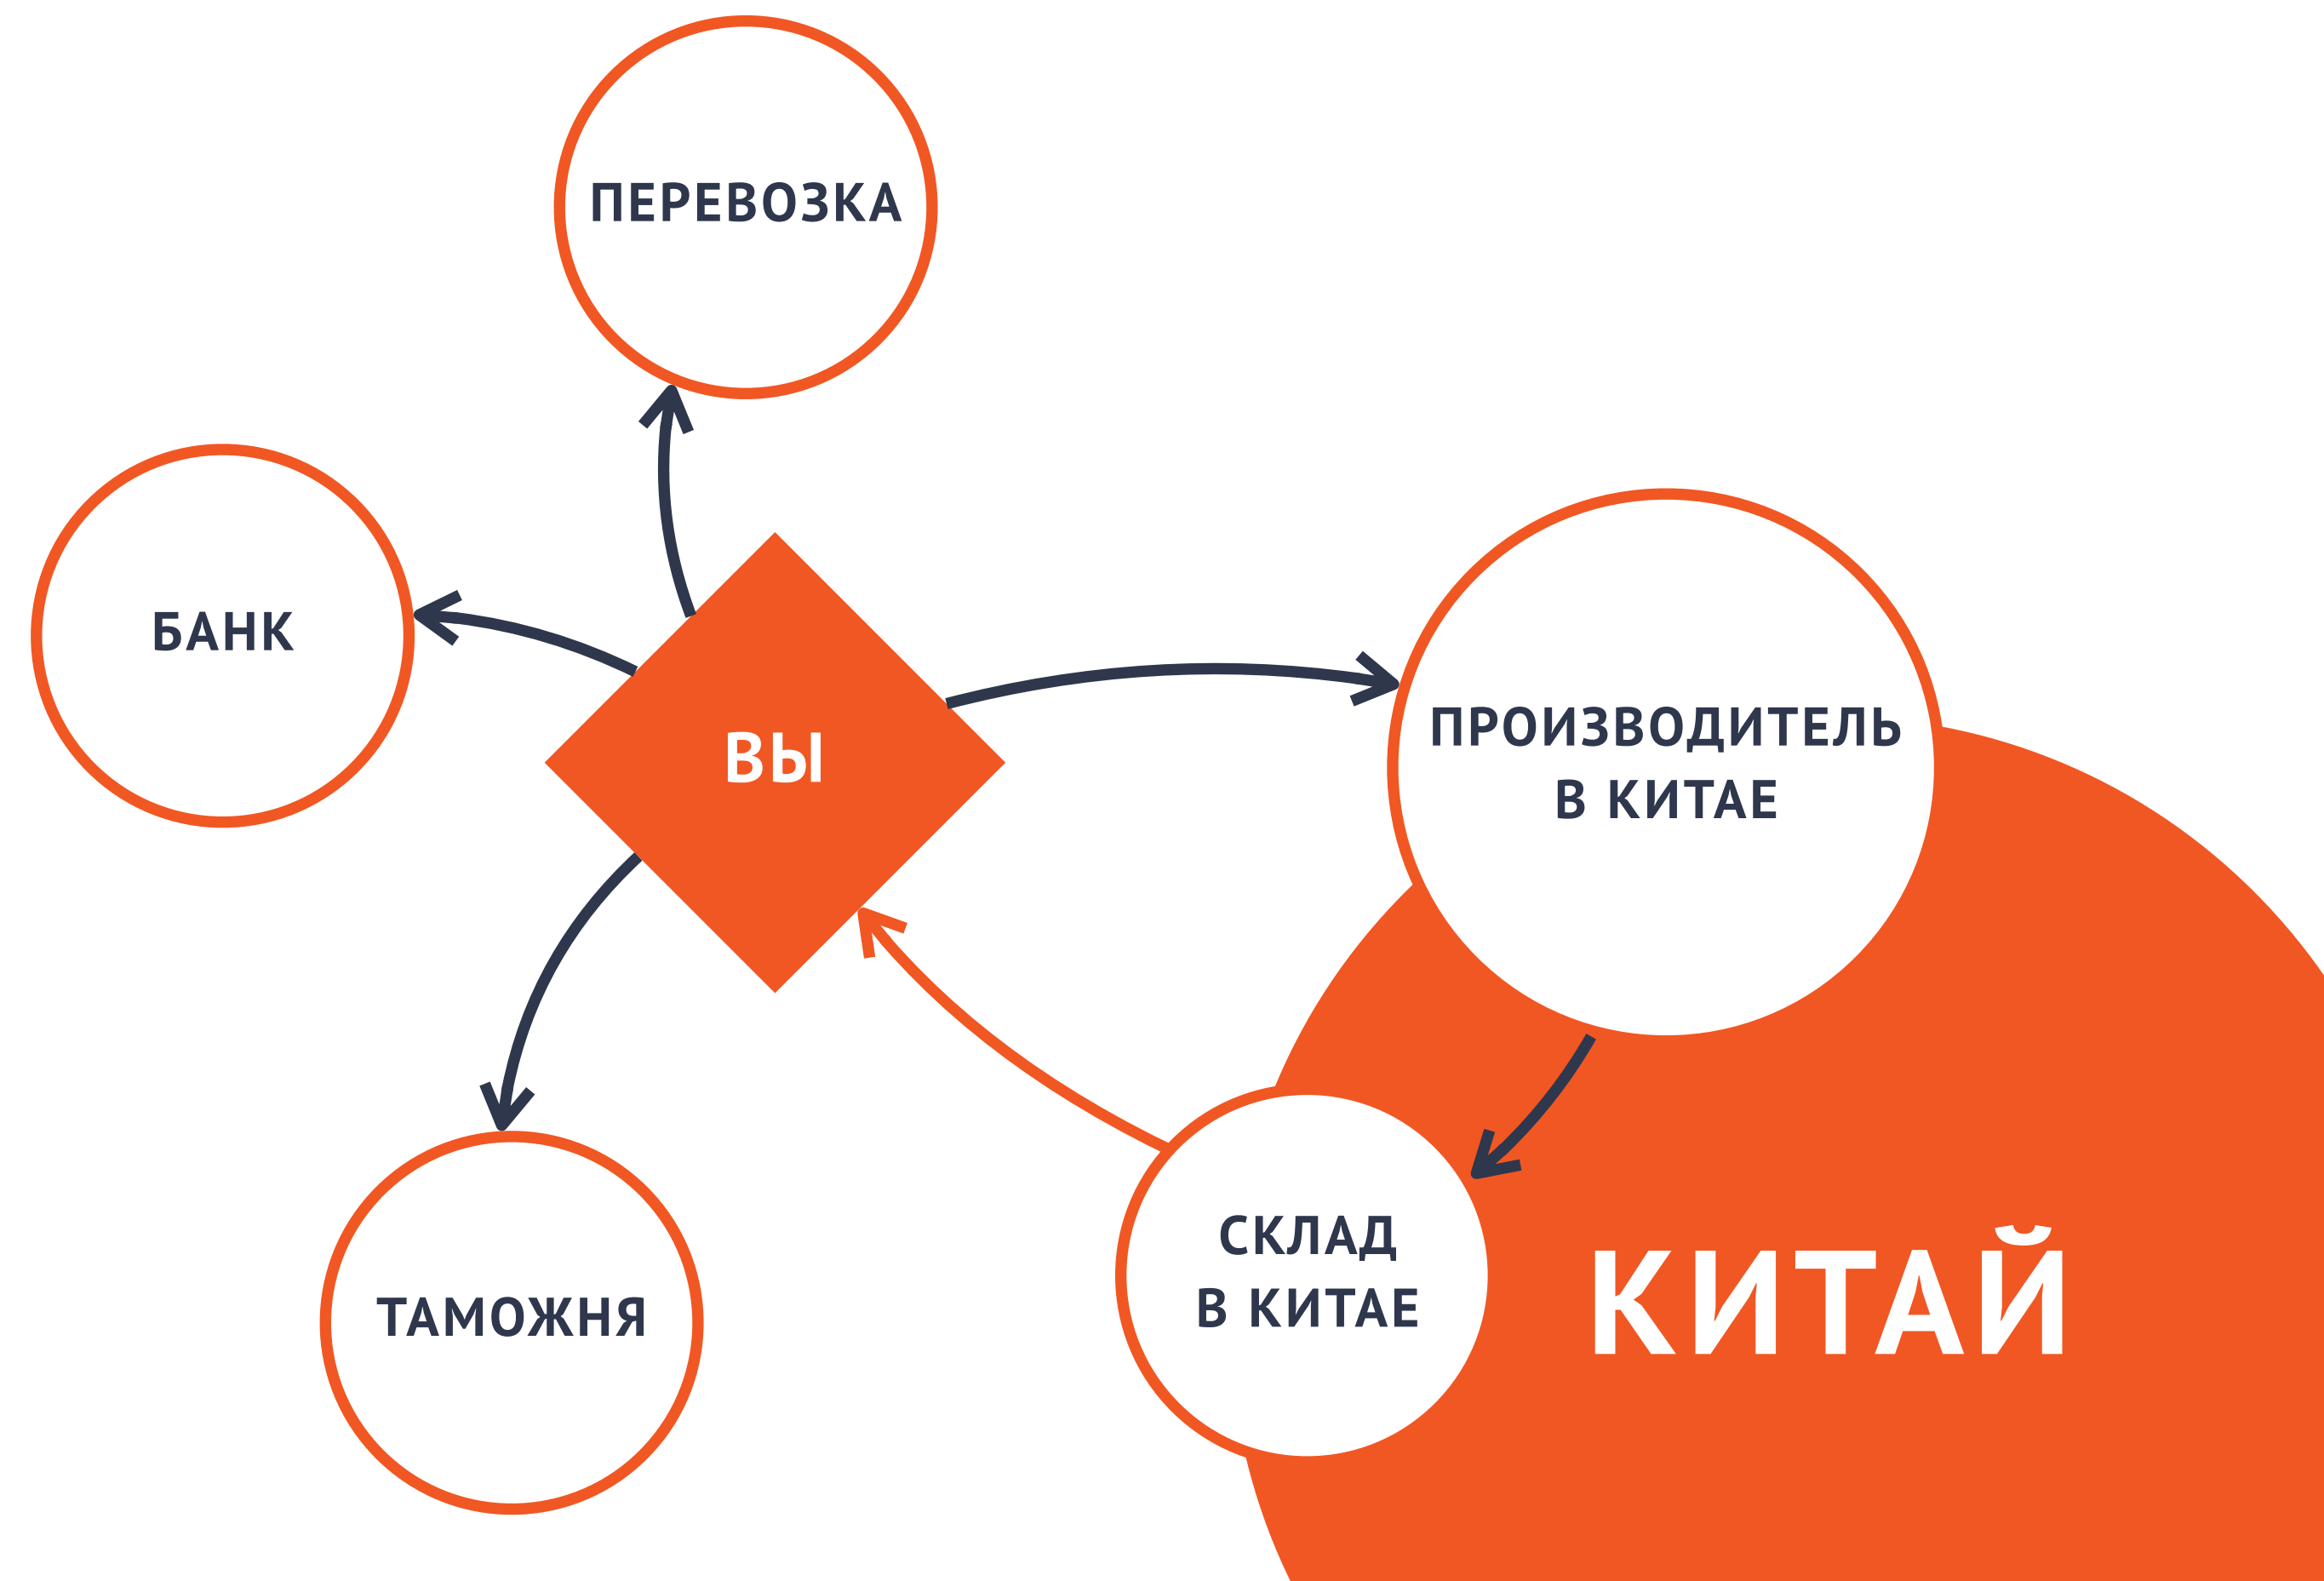 ПЕРЕВОЗКА
БАНК
ВЫ
ПРОИЗВОДИТЕЛЬ
В КИТАЕ
СКЛАД
В КИТАЕ
КИТАЙ
ТАМОЖНЯ